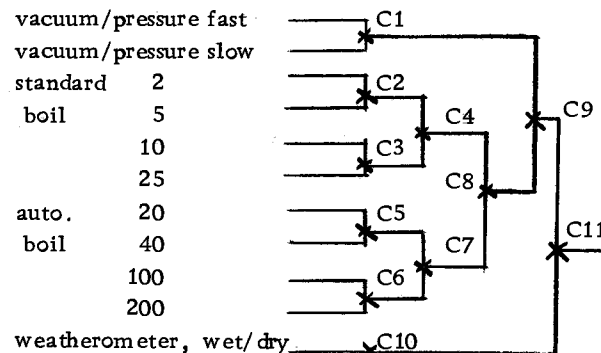 vacuum/pressure fast C1
vacuum/pressure slow
standard 2 C2
boil 5 C4 C9
10 C3
25 C8
auto. 20 C5
boil 40 C7 C11
100 C6
200
weatherometer, wet/dry C10